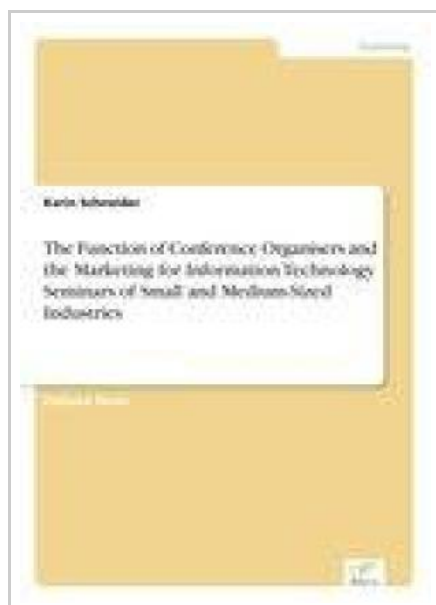 Karin Schneider
The Function of Conference Organisers and
the Marketing for Information Technology
Seminars of Small and Medium-Sized
Industries